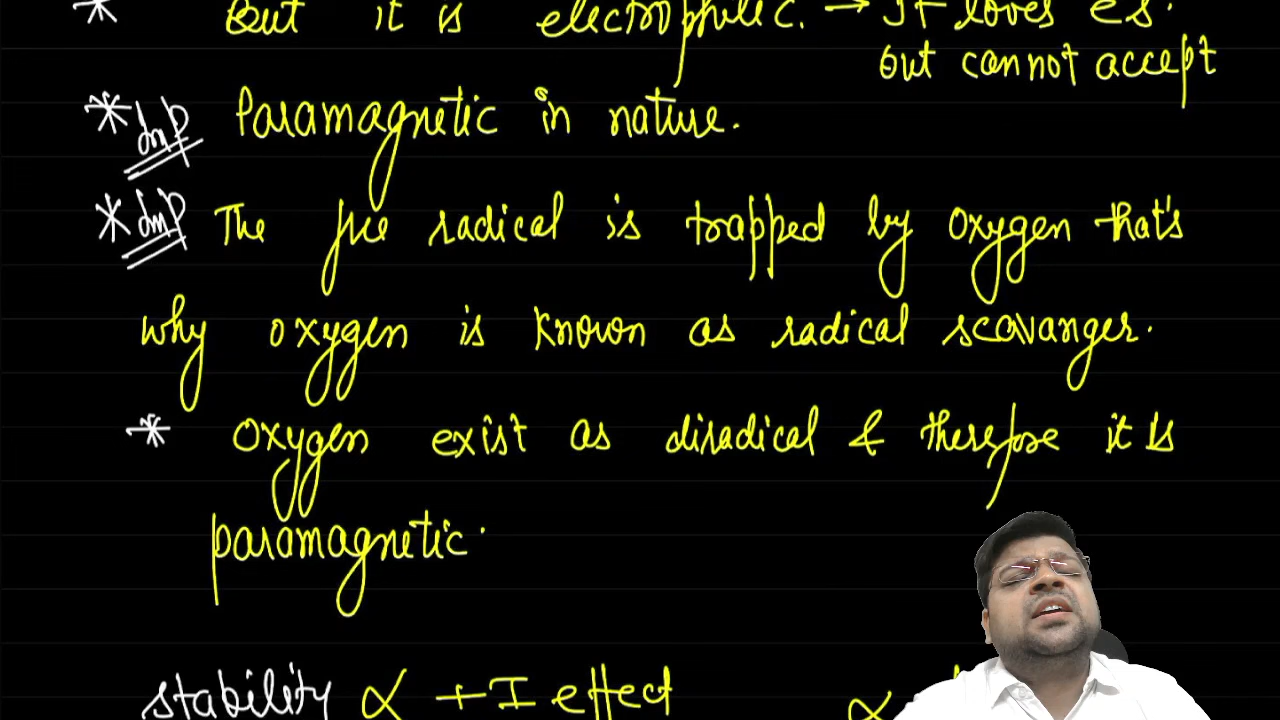 * But it is electrophilic. → It loves es.
but cannot accept
* Imp Paramagnetic in nature.
* Imp The free radical is trapped by oxygen that's
why oxygen is known as radical scavanger.
* Oxygen exist as diradical & therefore it is
paramagnetic.
stability ∝ +I effect ∝